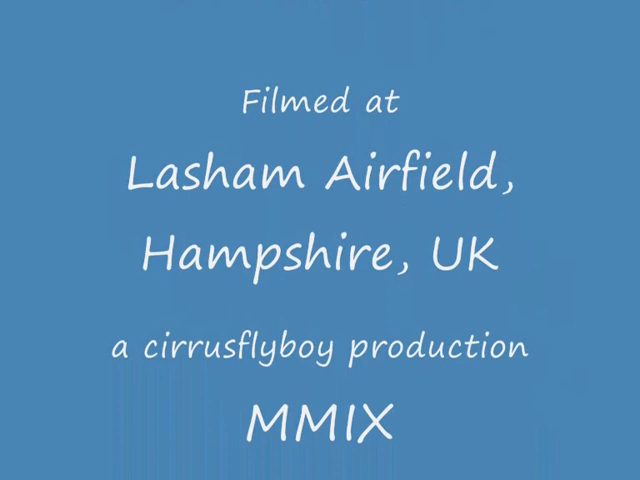 Filmed at
Lasham Airfield,
Hampshire, UK
a cirrusflyboy production
MMIX